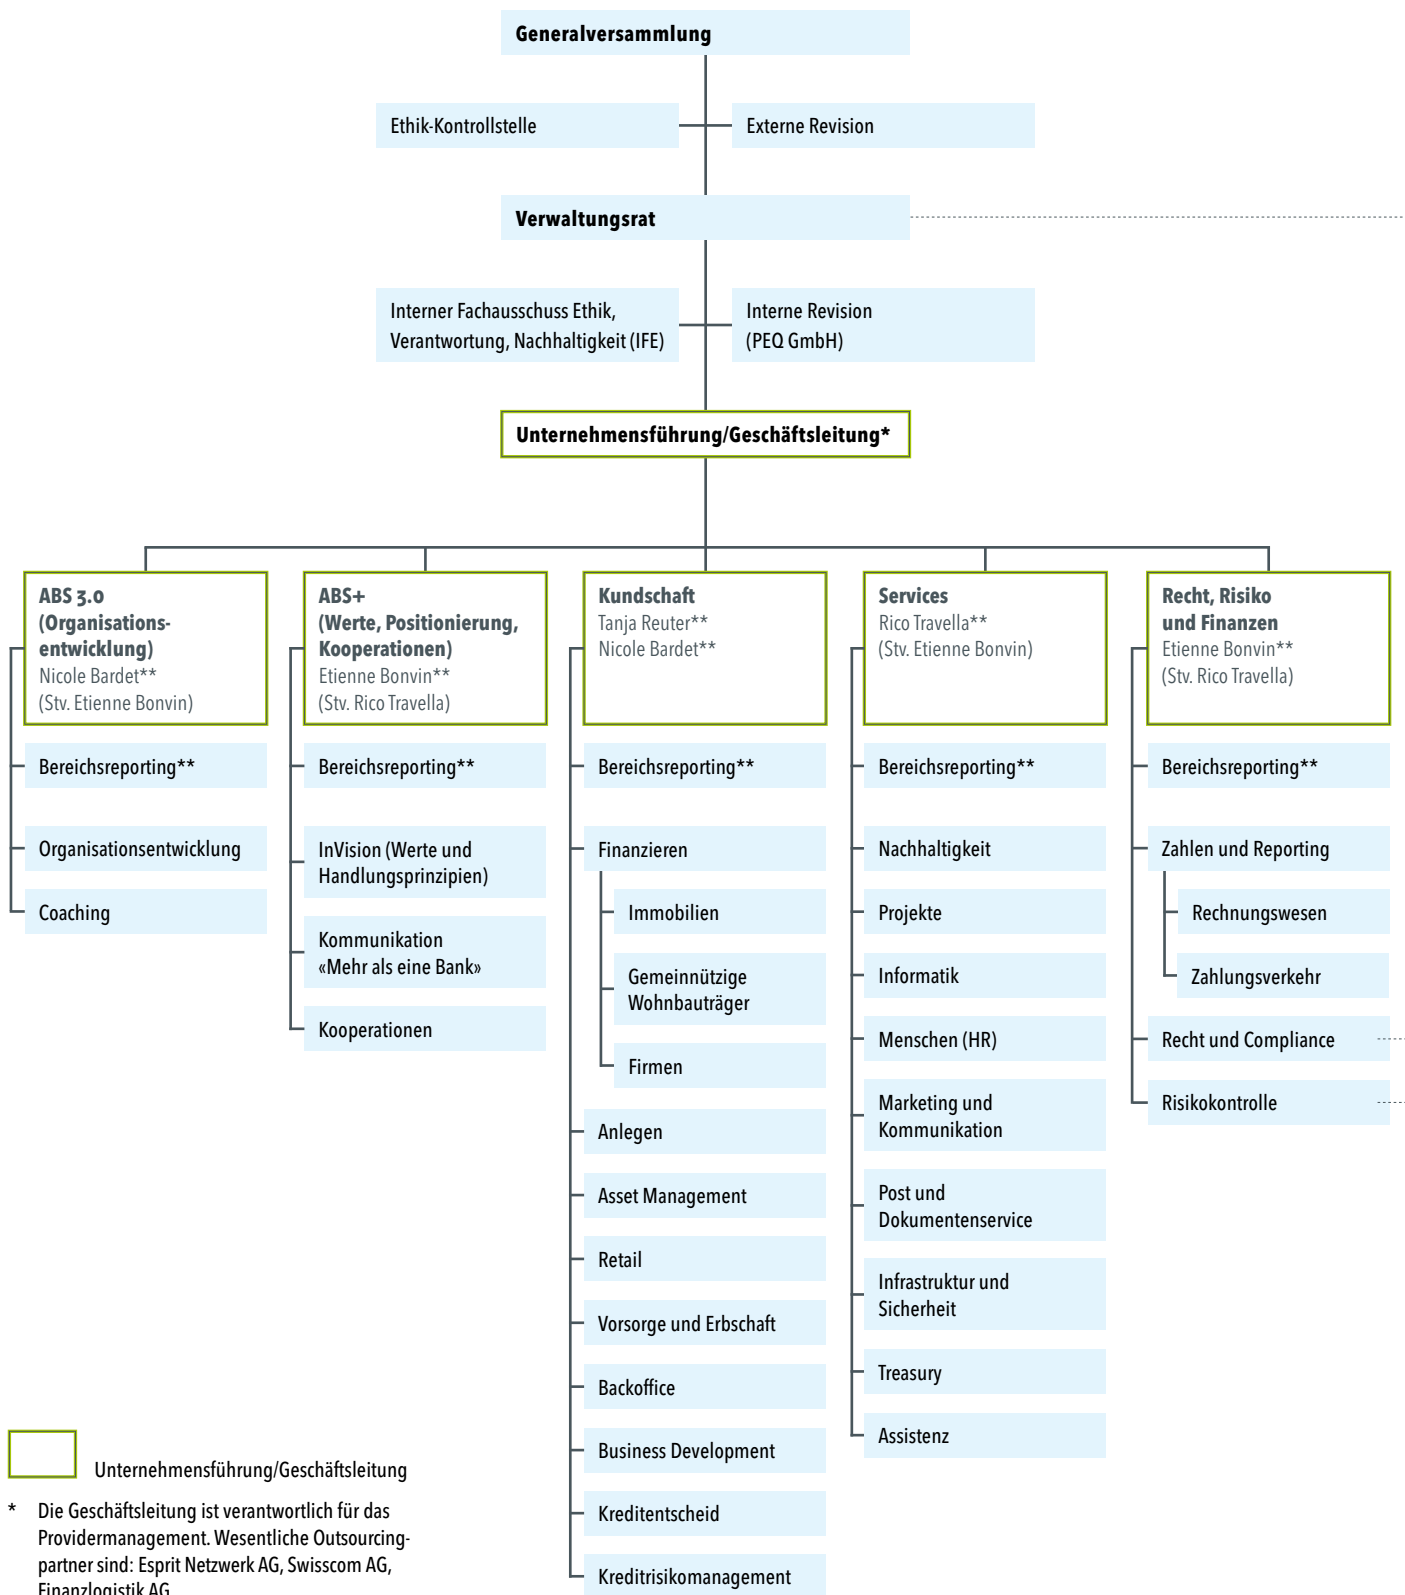 Generalversammlung
Ethik-Kontrollstelle
Externe Revision
Verwaltungsrat
Interner Fachausschuss Ethik,
Verantwortung, Nachhaltigkeit (IFE)
Interne Revision
(PEQ GmbH)
Unternehmensführung/Geschäftsleitung*
ABS 3.0
(Organisations-
entwicklung)
Nicole Bardet**
(Stv. Etienne Bonvin)
Bereichsreporting**
Organisationsentwicklung
Coaching
ABS+
(Werte, Positionierung,
Kooperationen)
Etienne Bonvin**
(Stv. Rico Travella)
Bereichsreporting**
InVision (Werte und
Handlungsprinzipien)
Kommunikation
«Mehr als eine Bank»
Kooperationen
Kundschaft
Tanja Reuter**
Nicole Bardet**
Bereichsreporting**
Finanzieren
Immobilien
Gemeinnützige
Wohnbauträger
Firmen
Anlegen
Asset Management
Retail
Vorsorge und Erbschaft
Backoffice
Business Development
Kreditentscheid
Kreditrisikomanagement
Services
Rico Travella**
(Stv. Etienne Bonvin)
Bereichsreporting**
Nachhaltigkeit
Projekte
Informatik
Menschen (HR)
Marketing und
Kommunikation
Post und
Dokumentenservice
Infrastruktur und
Sicherheit
Treasury
Assistenz
Recht, Risiko
und Finanzen
Etienne Bonvin**
(Stv. Rico Travella)
Bereichsreporting**
Zahlen und Reporting
Rechnungswesen
Zahlungsverkehr
Recht und Compliance
Risikokontrolle
Unternehmensführung/Geschäftsleitung
* Die Geschäftsleitung ist verantwortlich für das
Providermanagement. Wesentliche Outsourcing-
partner sind: Esprit Netzwerk AG, Swisscom AG,
Finanzlogistik AG